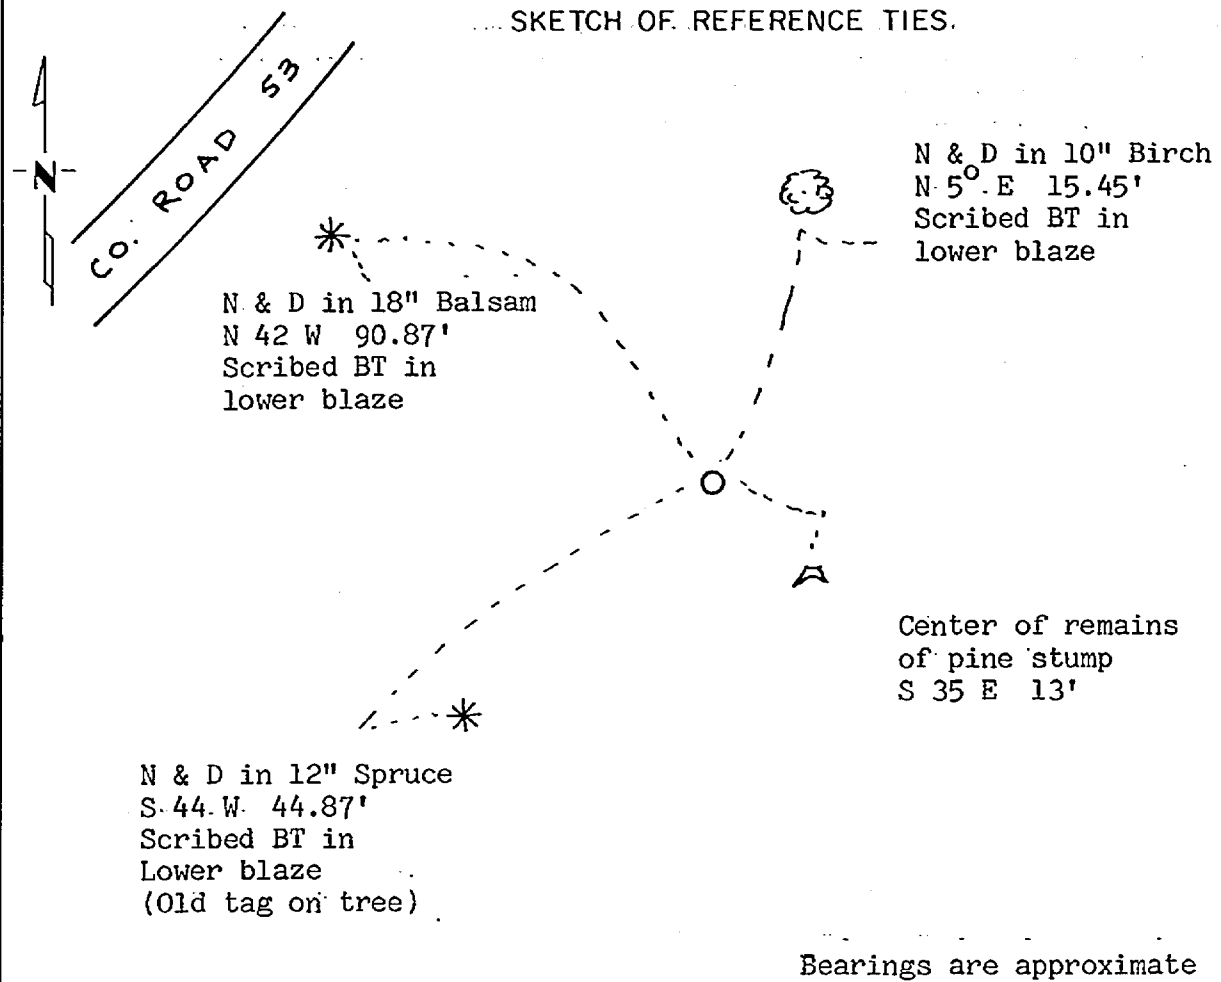 SKETCH OF REFERENCE TIES.
CO. ROAD 53
N
N & D in 10" Birch
N 5° E 15.45'
Scribed BT in
lower blaze
N & D in 18" Balsam
N 42 W 90.87'
Scribed BT in
lower blaze
Center of remains
of pine stump
S 35 E 13'
N & D in 12" Spruce
S 44 W 44.87'
Scribed BT in
Lower blaze
(Old tag on tree)
Bearings are approximate